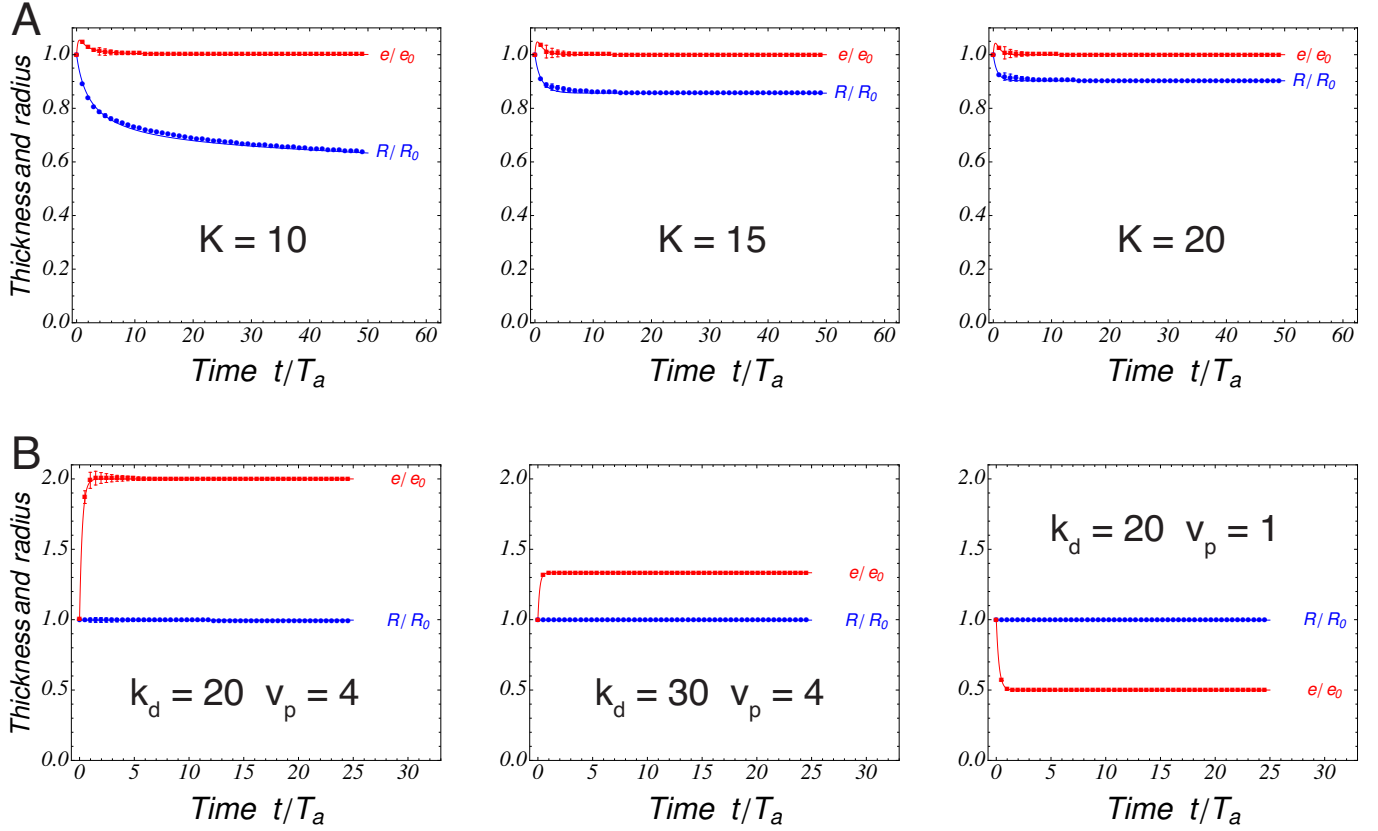 A
Thickness and radius
1.0
0.8
0.6
0.4
0.2
0.0
0 10 20 30 40 50 60
e/e0
R/R0
K = 10
Time t/Ta
1.0
0.8
0.6
0.4
0.2
0.0
0 10 20 30 40 50 60
e/e0
R/R0
K = 15
Time t/Ta
1.0
0.8
0.6
0.4
0.2
0.0
0 10 20 30 40 50 60
e/e0
R/R0
K = 20
Time t/Ta
B
Thickness and radius
2.0
1.5
1.0
0.5
0.0
0 5 10 15 20 25 30
e/e0
R/R0
kd = 20 vp = 4
Time t/Ta
2.0
1.5
1.0
0.5
0.0
0 5 10 15 20 25 30
e/e0
R/R0
kd = 30 vp = 4
Time t/Ta
2.0
1.5
1.0
0.5
0.0
0 5 10 15 20 25 30
kd = 20 vp = 1
R/R0
e/e0
Time t/Ta